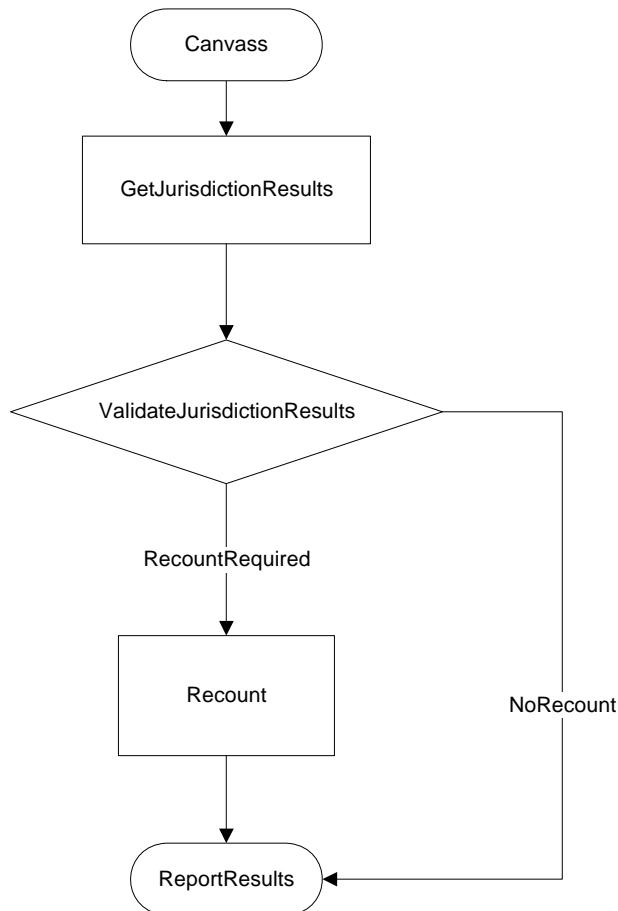 Canvass
GetJurisdictionResults
ValidateJurisdictionResults
RecountRequired
Recount
NoRecount
ReportResults